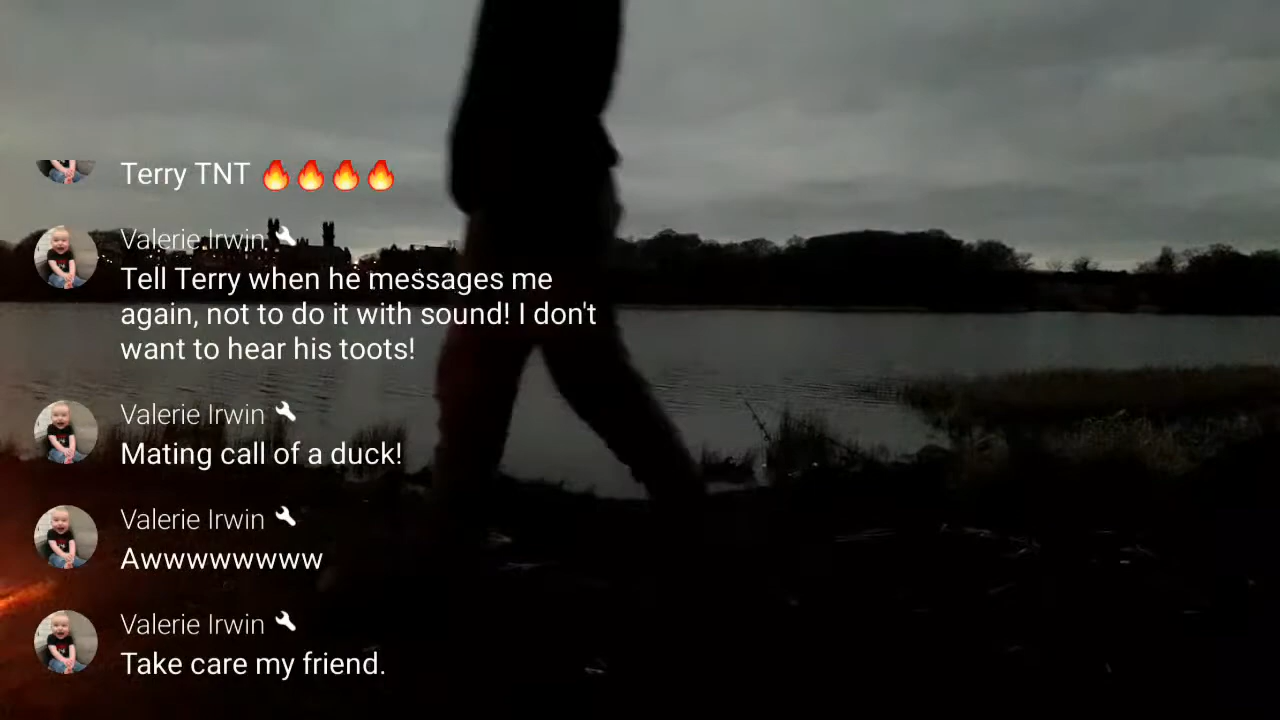 Terry TNT 🔥🔥🔥🔥
Valerie Irwin
Tell Terry when he messages me
again, not to do it with sound! I don't
want to hear his toots!
Valerie Irwin
Mating call of a duck!
Valerie Irwin
Awwwwwwww
Valerie Irwin
Take care my friend.